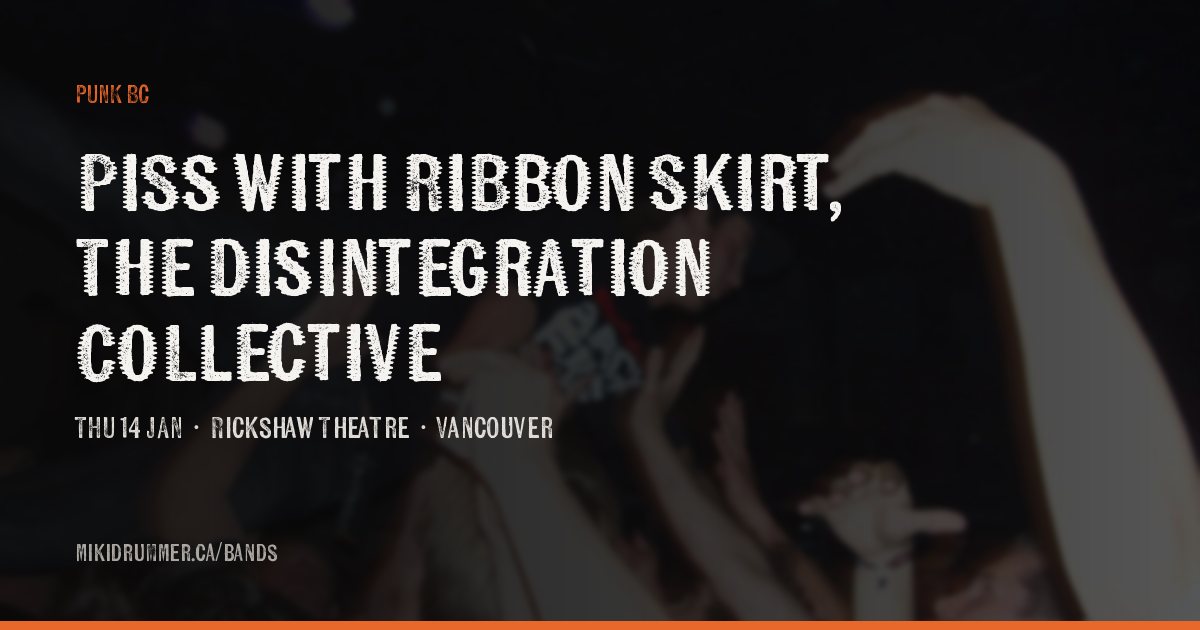 PUNK BC
PISS WITH RIBBON SKIRT,
THE DISINTEGRATION
COLLECTIVE
THU 14 JAN · RICKSHAW THEATRE · VANCOUVER
MIKIDRUMMER.CA/BANDS